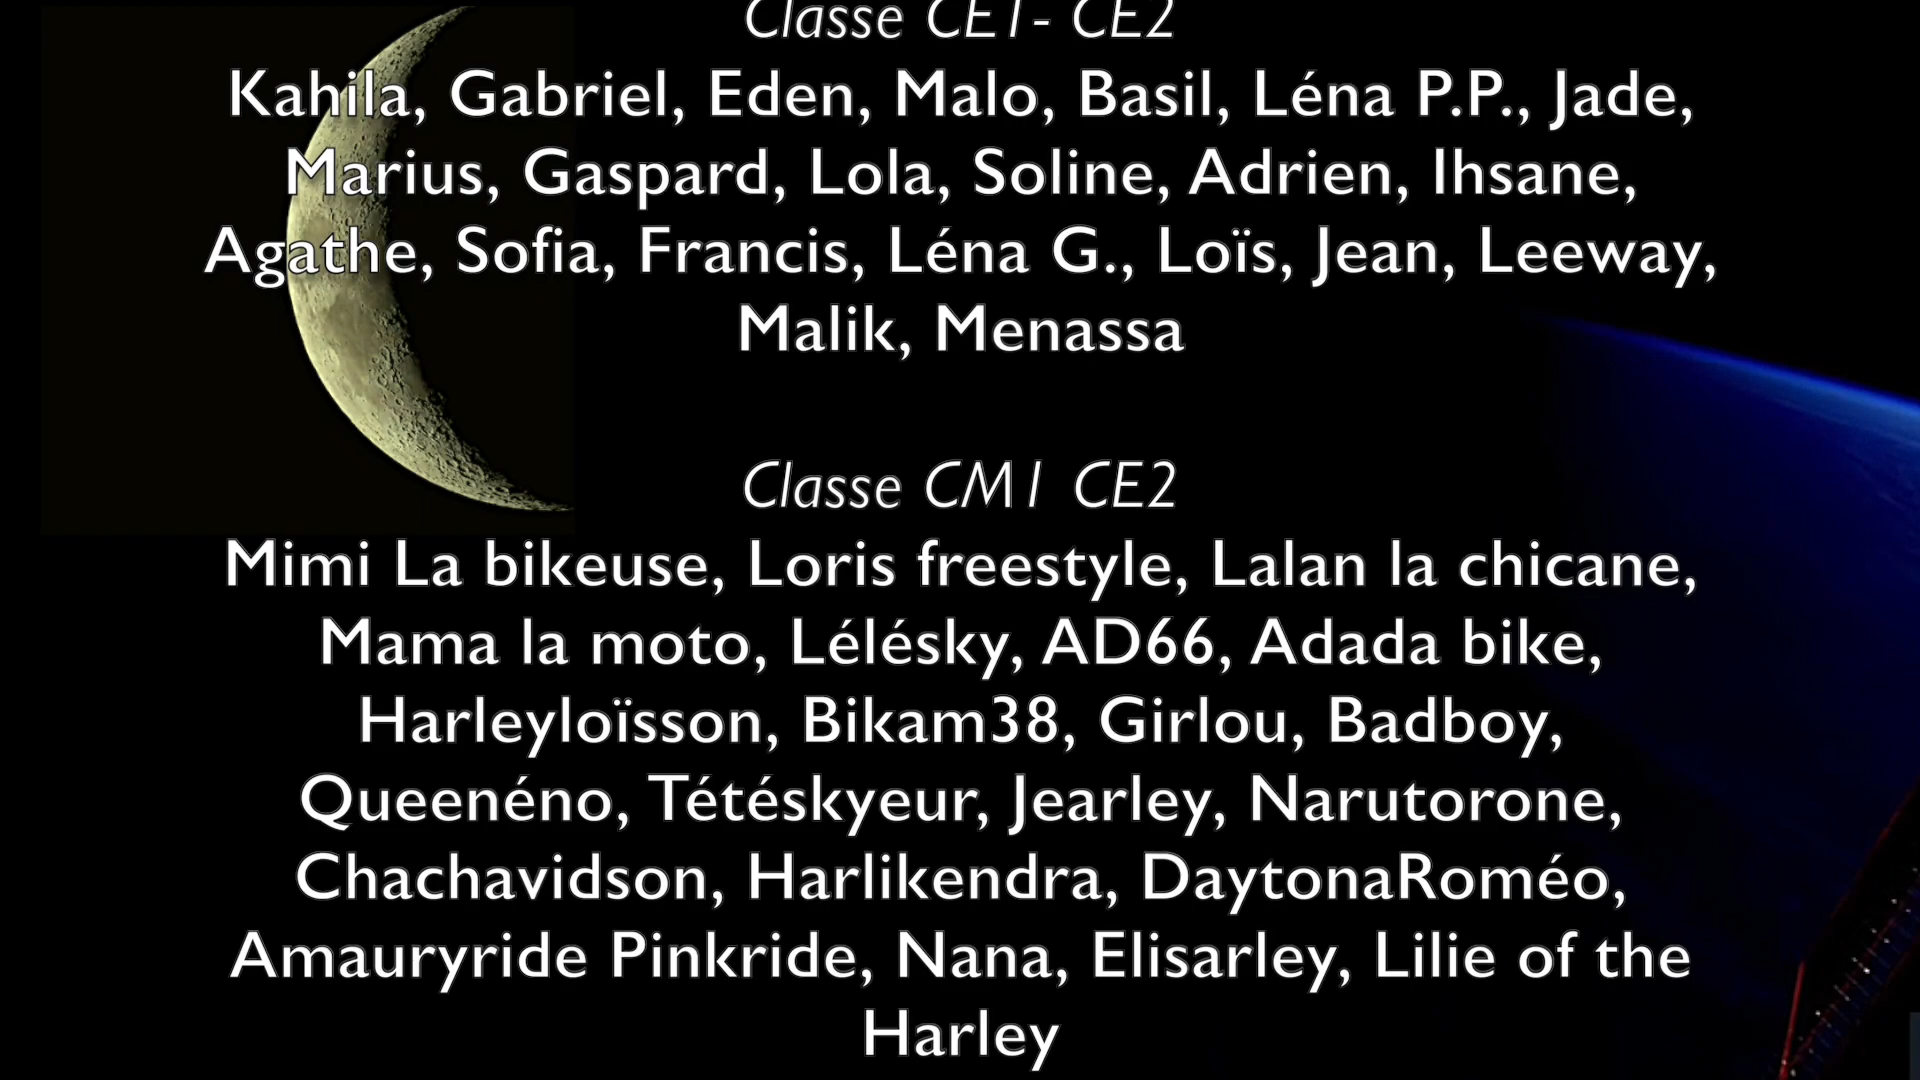 Classe CE1- CE2
Kahila, Gabriel, Eden, Malo, Basil, Léna P.P., Jade,
Marius, Gaspard, Lola, Soline, Adrien, Ihsane,
Agathe, Sofia, Francis, Léna G., Loïs, Jean, Leeway,
Malik, Menassa
Classe CM1 CE2
Mimi La bikeuse, Loris freestyle, Lalan la chicane,
Mama la moto, Lélésky, AD66, Adada bike,
Harleyloïsson, Bikam38, Girlou, Badboy,
Queenéno, Tétéskyeur, Jearley, Narutorone,
Chachavidson, Harlikendra, DaytonaRoméo,
Amauryride Pinkride, Nana, Elisarley, Lilie of the
Harley